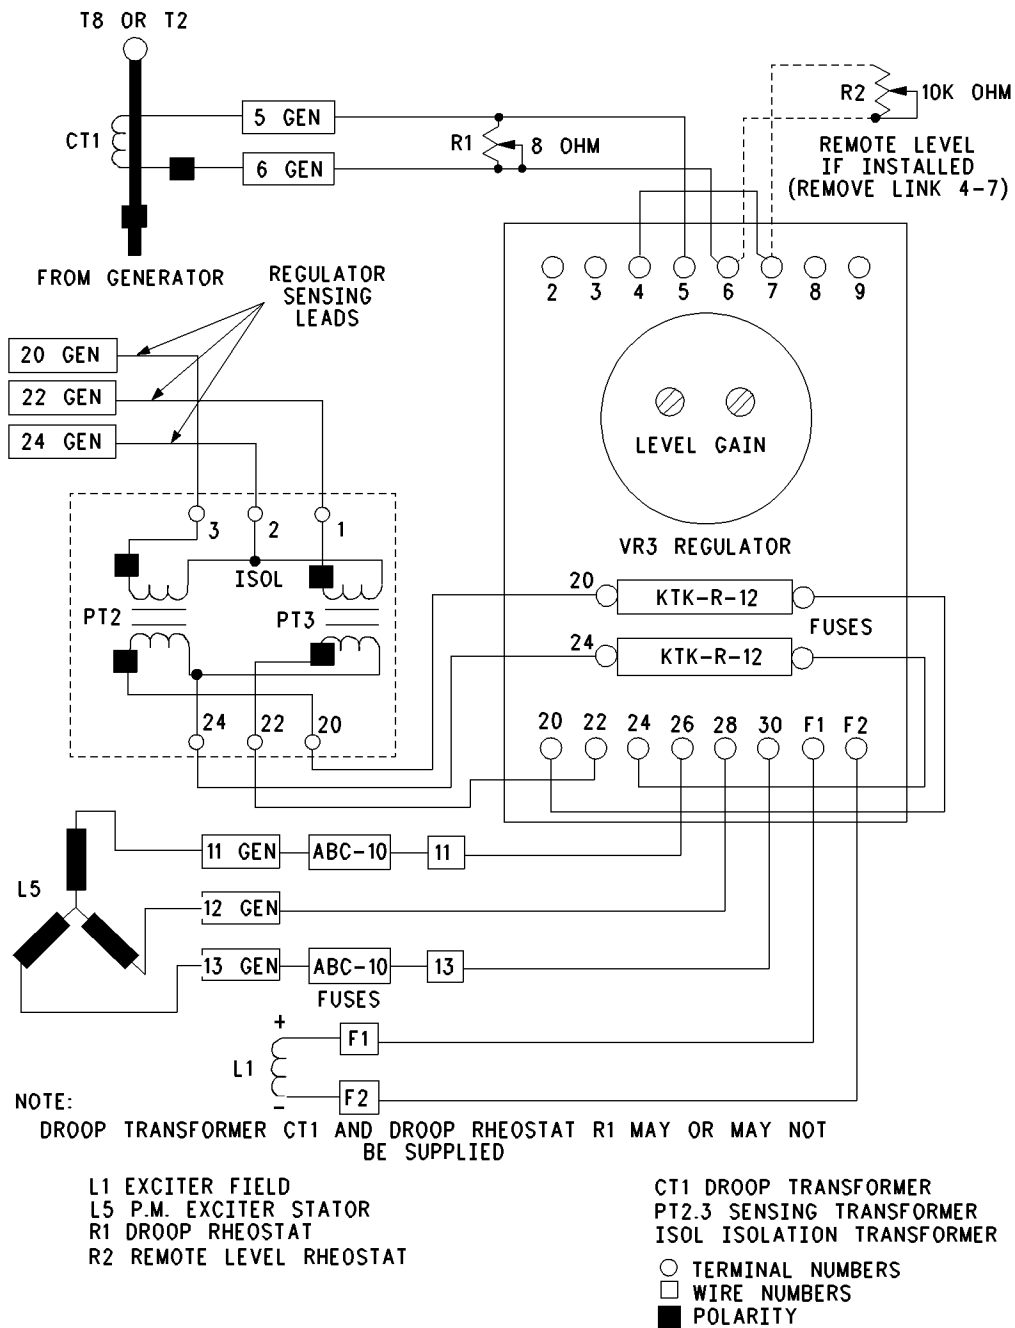 T8 OR T2
CT1
5 GEN
6 GEN
R1
8 OHM
R2
10K OHM
REMOTE LEVEL
IF INSTALLED
(REMOVE LINK 4-7)
FROM GENERATOR
REGULATOR
SENSING
LEADS
2 3 4 5 6 7 8 9
20 GEN
22 GEN
24 GEN
LEVEL GAIN
VR3 REGULATOR
3 2 1
ISOL
PT2
PT3
20
KTK-R-12
FUSES
24
KTK-R-12
24 22 20
20 22 24 26 28 30 F1 F2
L5
11 GEN
ABC-10
11
12 GEN
13 GEN
ABC-10
13
FUSES
+
L1
-
F1
F2
NOTE:
DROOP TRANSFORMER CT1 AND DROOP RHEOSTAT R1 MAY OR MAY NOT
BE SUPPLIED
L1 EXCITER FIELD
L5 P.M. EXCITER STATOR
R1 DROOP RHEOSTAT
R2 REMOTE LEVEL RHEOSTAT
CT1 DROOP TRANSFORMER
PT2.3 SENSING TRANSFORMER
ISOL ISOLATION TRANSFORMER
TERMINAL NUMBERS
WIRE NUMBERS
POLARITY